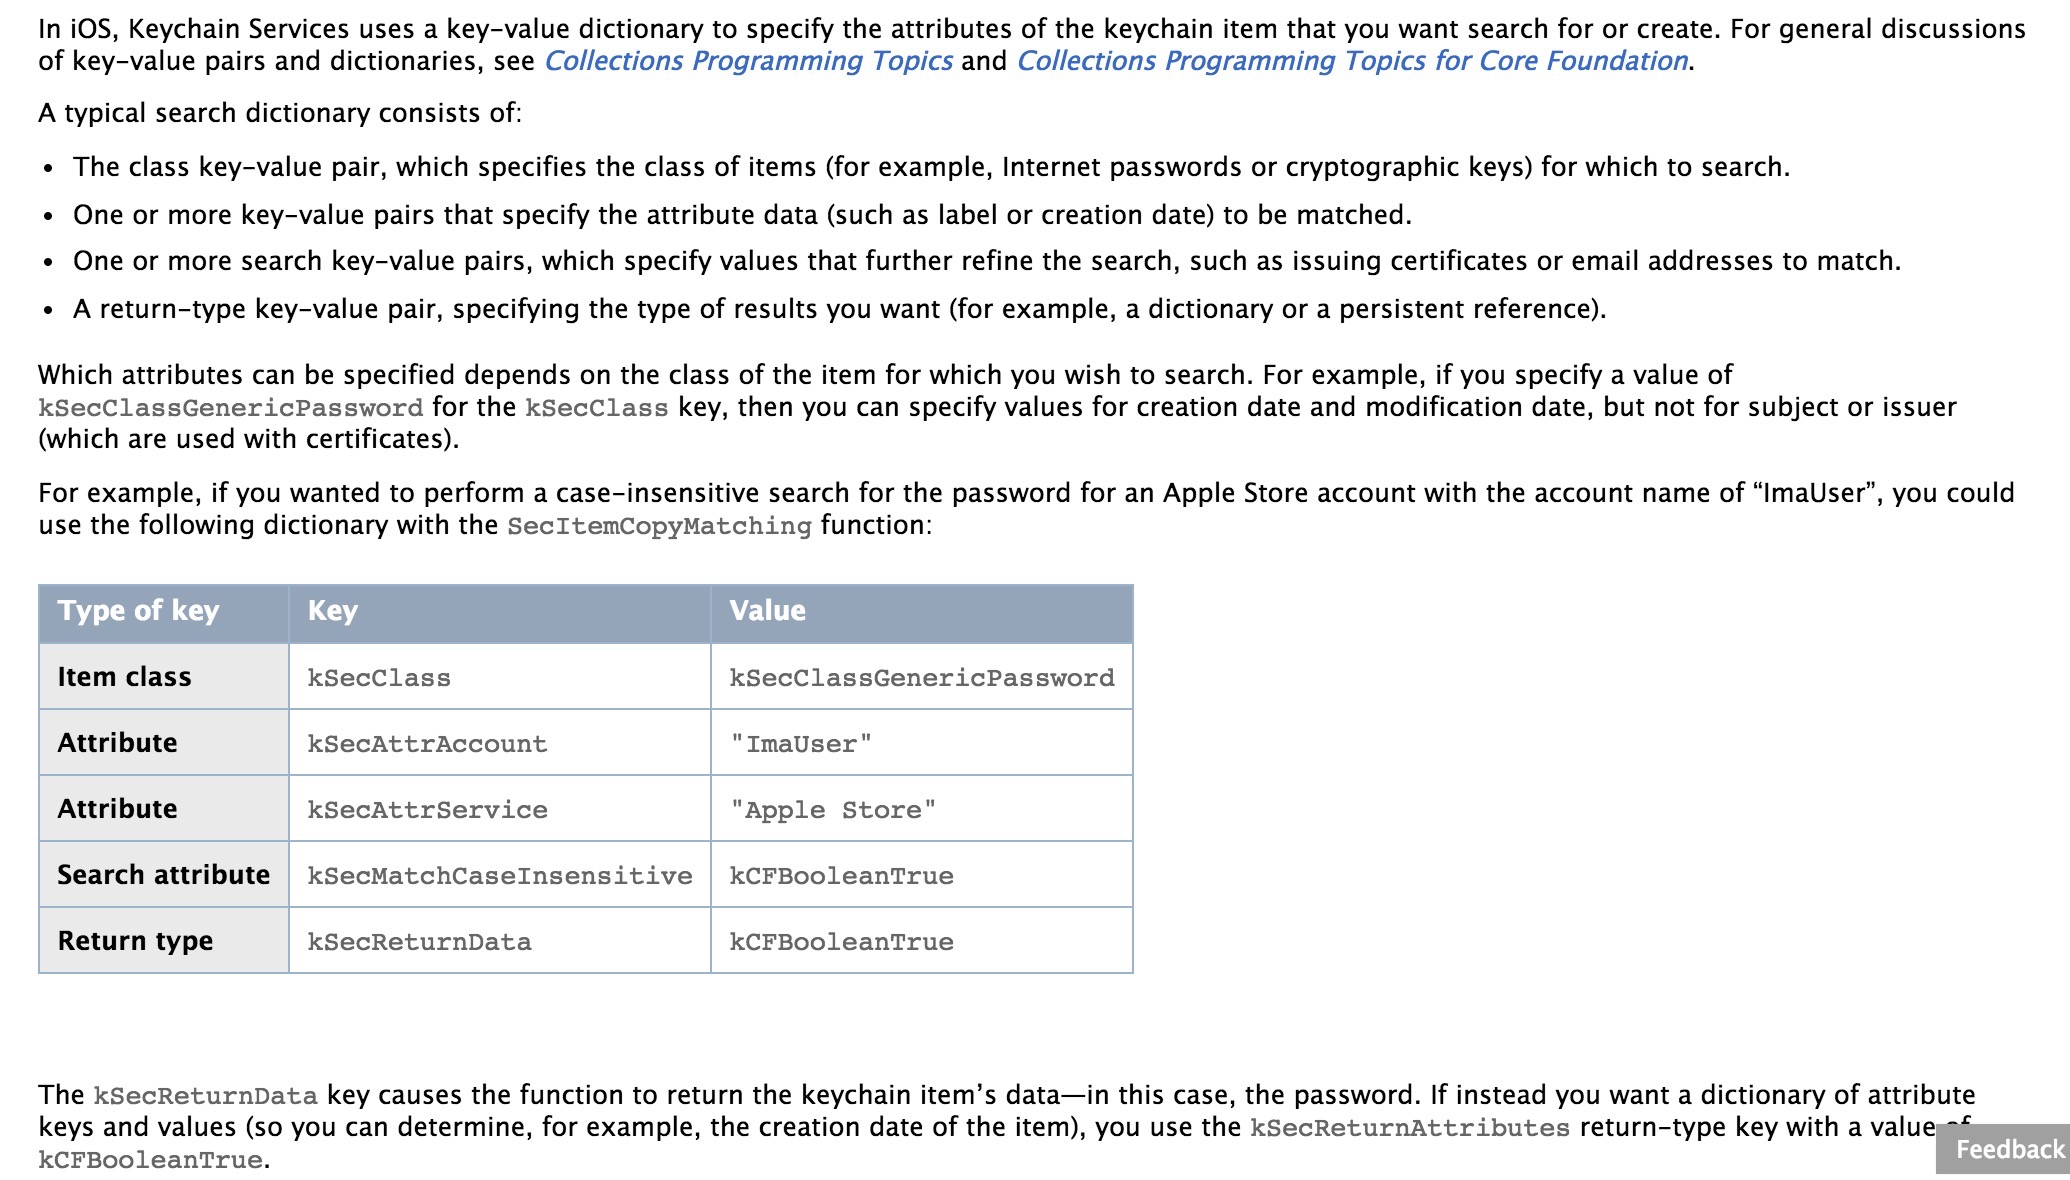 In iOS, Keychain Services uses a key-value dictionary to specify the attributes of the keychain item that you want search for or create. For general discussions
of key-value pairs and dictionaries, see Collections Programming Topics and Collections Programming Topics for Core Foundation.
A typical search dictionary consists of:
• The class key-value pair, which specifies the class of items (for example, Internet passwords or cryptographic keys) for which to search.
• One or more key-value pairs that specify the attribute data (such as label or creation date) to be matched.
• One or more search key-value pairs, which specify values that further refine the search, such as issuing certificates or email addresses to match.
• A return-type key-value pair, specifying the type of results you want (for example, a dictionary or a persistent reference).
Which attributes can be specified depends on the class of the item for which you wish to search. For example, if you specify a value of
kSecClassGenericPassword for the kSecClass key, then you can specify values for creation date and modification date, but not for subject or issuer
(which are used with certificates).
For example, if you wanted to perform a case-insensitive search for the password for an Apple Store account with the account name of “ImaUser”, you could
use the following dictionary with the SecItemCopyMatching function:
Type of key Key Value
Item class kSecClass kSecClassGenericPassword
Attribute kSecAttrAccount "ImaUser"
Attribute kSecAttrService "Apple Store"
Search attribute kSecMatchCaseInsensitive kCFBooleanTrue
Return type kSecReturnData kCFBooleanTrue
The kSecReturnData key causes the function to return the keychain item’s data—in this case, the password. If instead you want a dictionary of attribute
keys and values (so you can determine, for example, the creation date of the item), you use the kSecReturnAttributes return-type key with a value of
kCFBooleanTrue.
Feedback